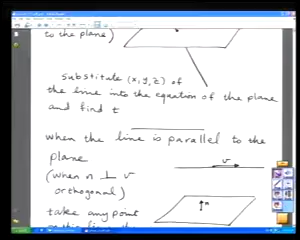 to the plane)
substitute (x,y,z) of
the line into the equation of the plane
and find t
when the line is parallel to the
plane
v
(when n ⊥ v
orthogonal)
n
take any point